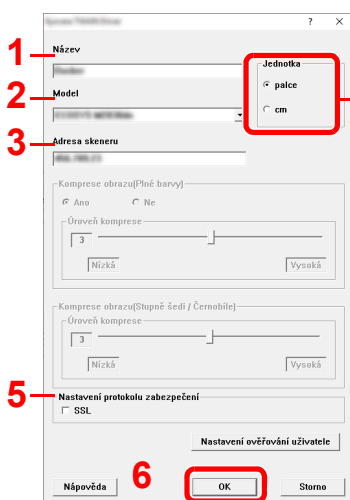 ?
1
Název
Jednotka
palce
cm
2
Model
3
Adresa skeneru
Komprese obrazu(Plné barvy)
Ano
Ne
Úroveň komprese
3
Nízká
Vysoká
Komprese obrazu(Stupně šedi / Černobíle)
Úroveň komprese
3
Nízká
Vysoká
5
Nastavení protokolu zabezpečení
SSL
Nastavení ověřování uživatele
6
Nápověda
OK
Storno